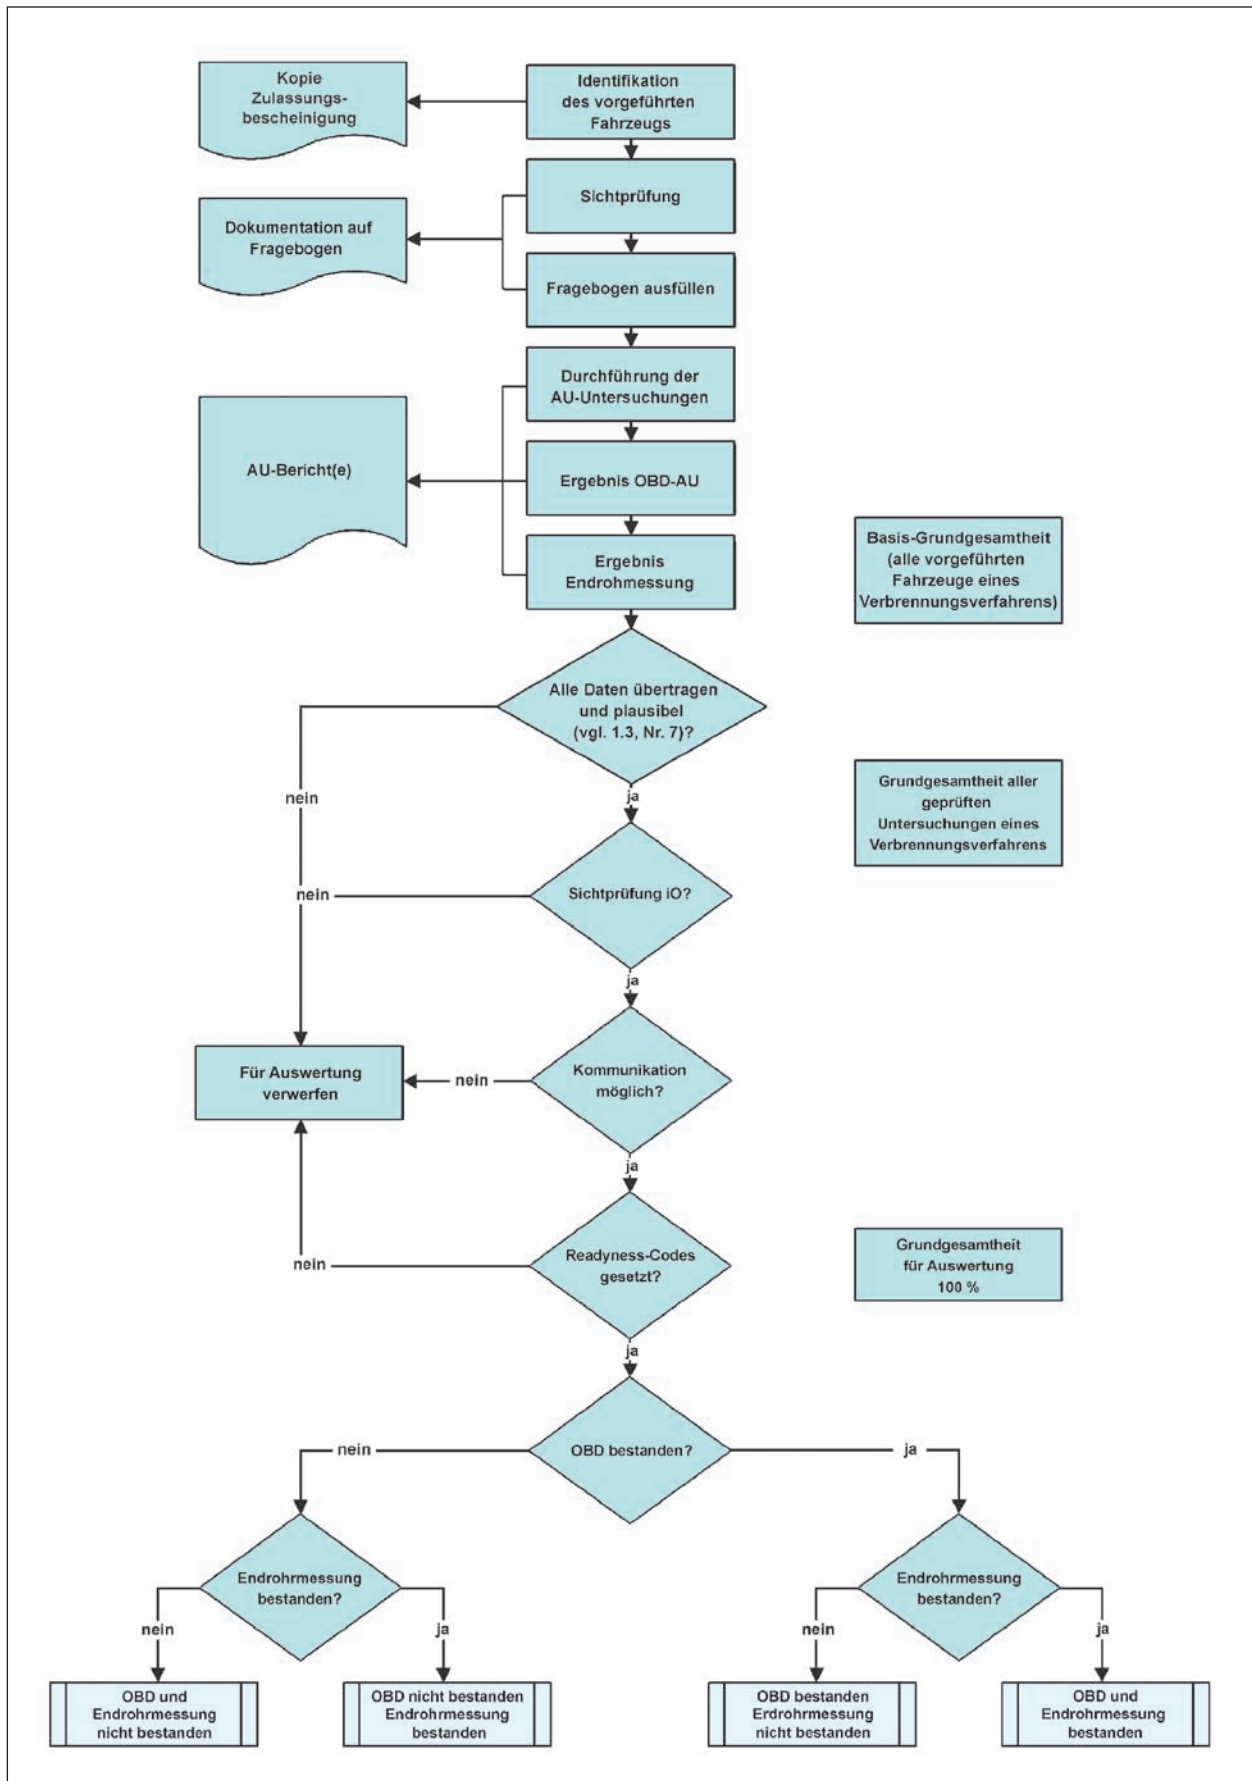 Kopie
Zulassungs-
bescheinigung
Identifikation
des vorgeführten
Fahrzeugs
Sichtprüfung
Dokumentation auf
Fragebogen
Fragebogen ausfüllen
Durchführung der
AU-Untersuchungen
AU-Bericht(e)
Ergebnis OBD-AU
Ergebnis
Endrohmessung
Basis-Grundgesamtheit
(alle vorgeführten
Fahrzeuge eines
Verbrennungsverfahrens)
Alle Daten übertragen
und plausibel
(vgl. 1.3, Nr. 7)?
nein
ja
Grundgesamtheit aller
geprüften
Untersuchungen eines
Verbrennungsverfahrens
Sichtprüfung iO?
nein
ja
Für Auswertung
verwerfen
nein
Kommunikation
möglich?
ja
Readyness-Codes
gesetzt?
nein
Grundgesamtheit
für Auswertung
100 %
ja
OBD bestanden?
nein
ja
Endrohrmessung
bestanden?
nein
ja
Endrohrmessung
bestanden?
nein
ja
OBD und
Endrohrmessung
nicht bestanden
OBD nicht bestanden
Endrohrmessung
bestanden
OBD bestanden
Erdrohrmessung
nicht bestanden
OBD und
Endrohrmessung
bestanden